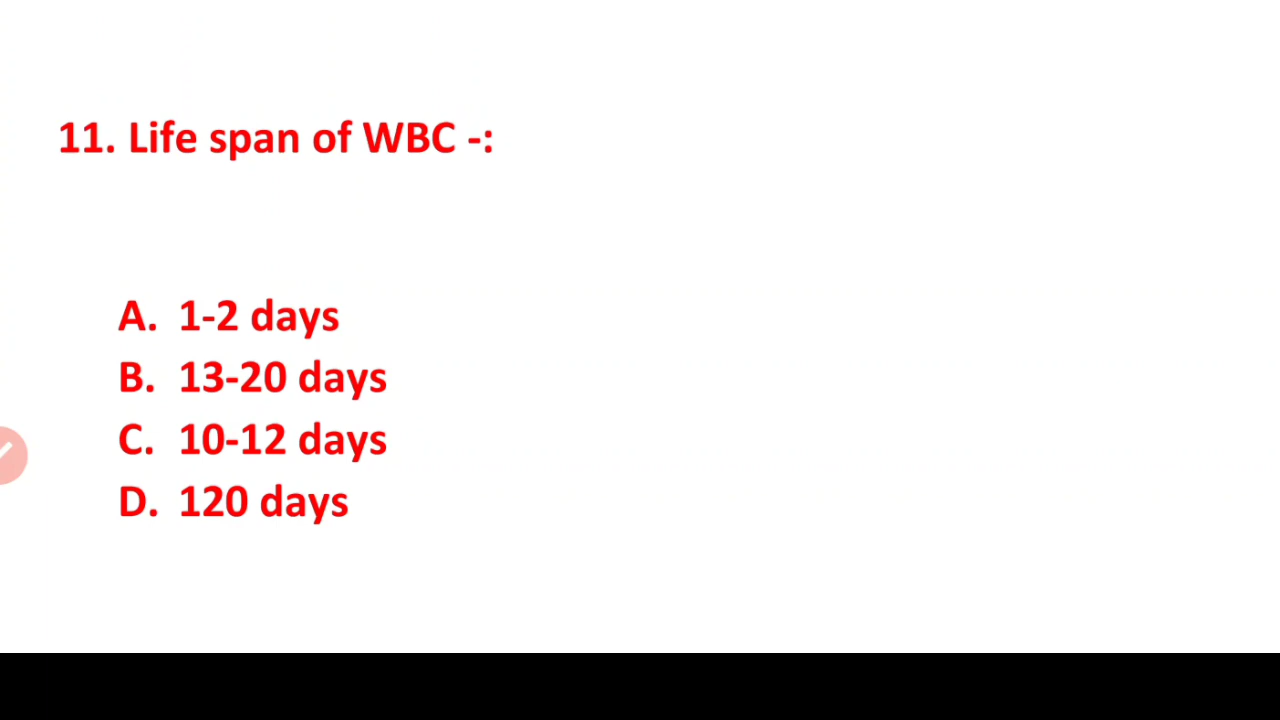 11. Life span of WBC -:
A. 1-2 days
B. 13-20 days
C. 10-12 days
D. 120 days